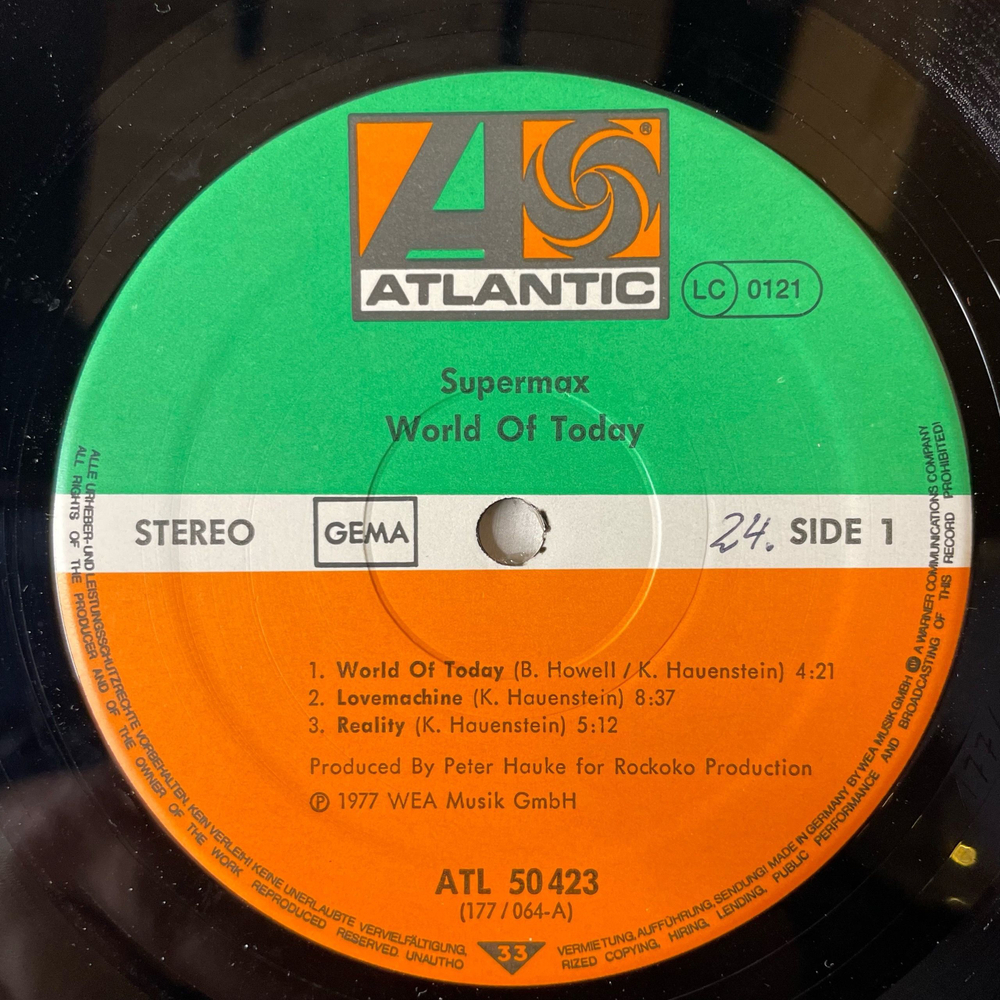 ®
ATLANTIC
LC 0121
Supermax
World Of Today
STEREO GEMA 24. SIDE 1
1. World Of Today (B. Howell / K. Hauenstein) 4:21
2. Lovemachine (K. Hauenstein) 8:37
3. Reality (K. Hauenstein) 5:12
Produced By Peter Hauke for Rockoko Production
℗ 1977 WEA Musik GmbH
ATL 50 423
(177 / 064-A)
33
ALLE URHEBER- UND LEISTUNGSSCHUTZRECHTE VORBEHALTEN. KEIN VERLEIH! KEINE UNERLAUBTE VERVIELFÄLTIGUNG, VERMIETUNG, AUFFÜHRUNG, SENDUNG! MADE IN GERMANY BY WEA MUSIK GMBH A WARNER COMMUNICATIONS COMPANY
ALL RIGHTS OF THE PRODUCER AND OF THE OWNER OF THE WORK REPRODUCED RESERVED. UNAUTHORIZED COPYING, HIRING, LENDING, PUBLIC PERFORMANCE AND BROADCASTING OF THIS RECORD PROHIBITED!